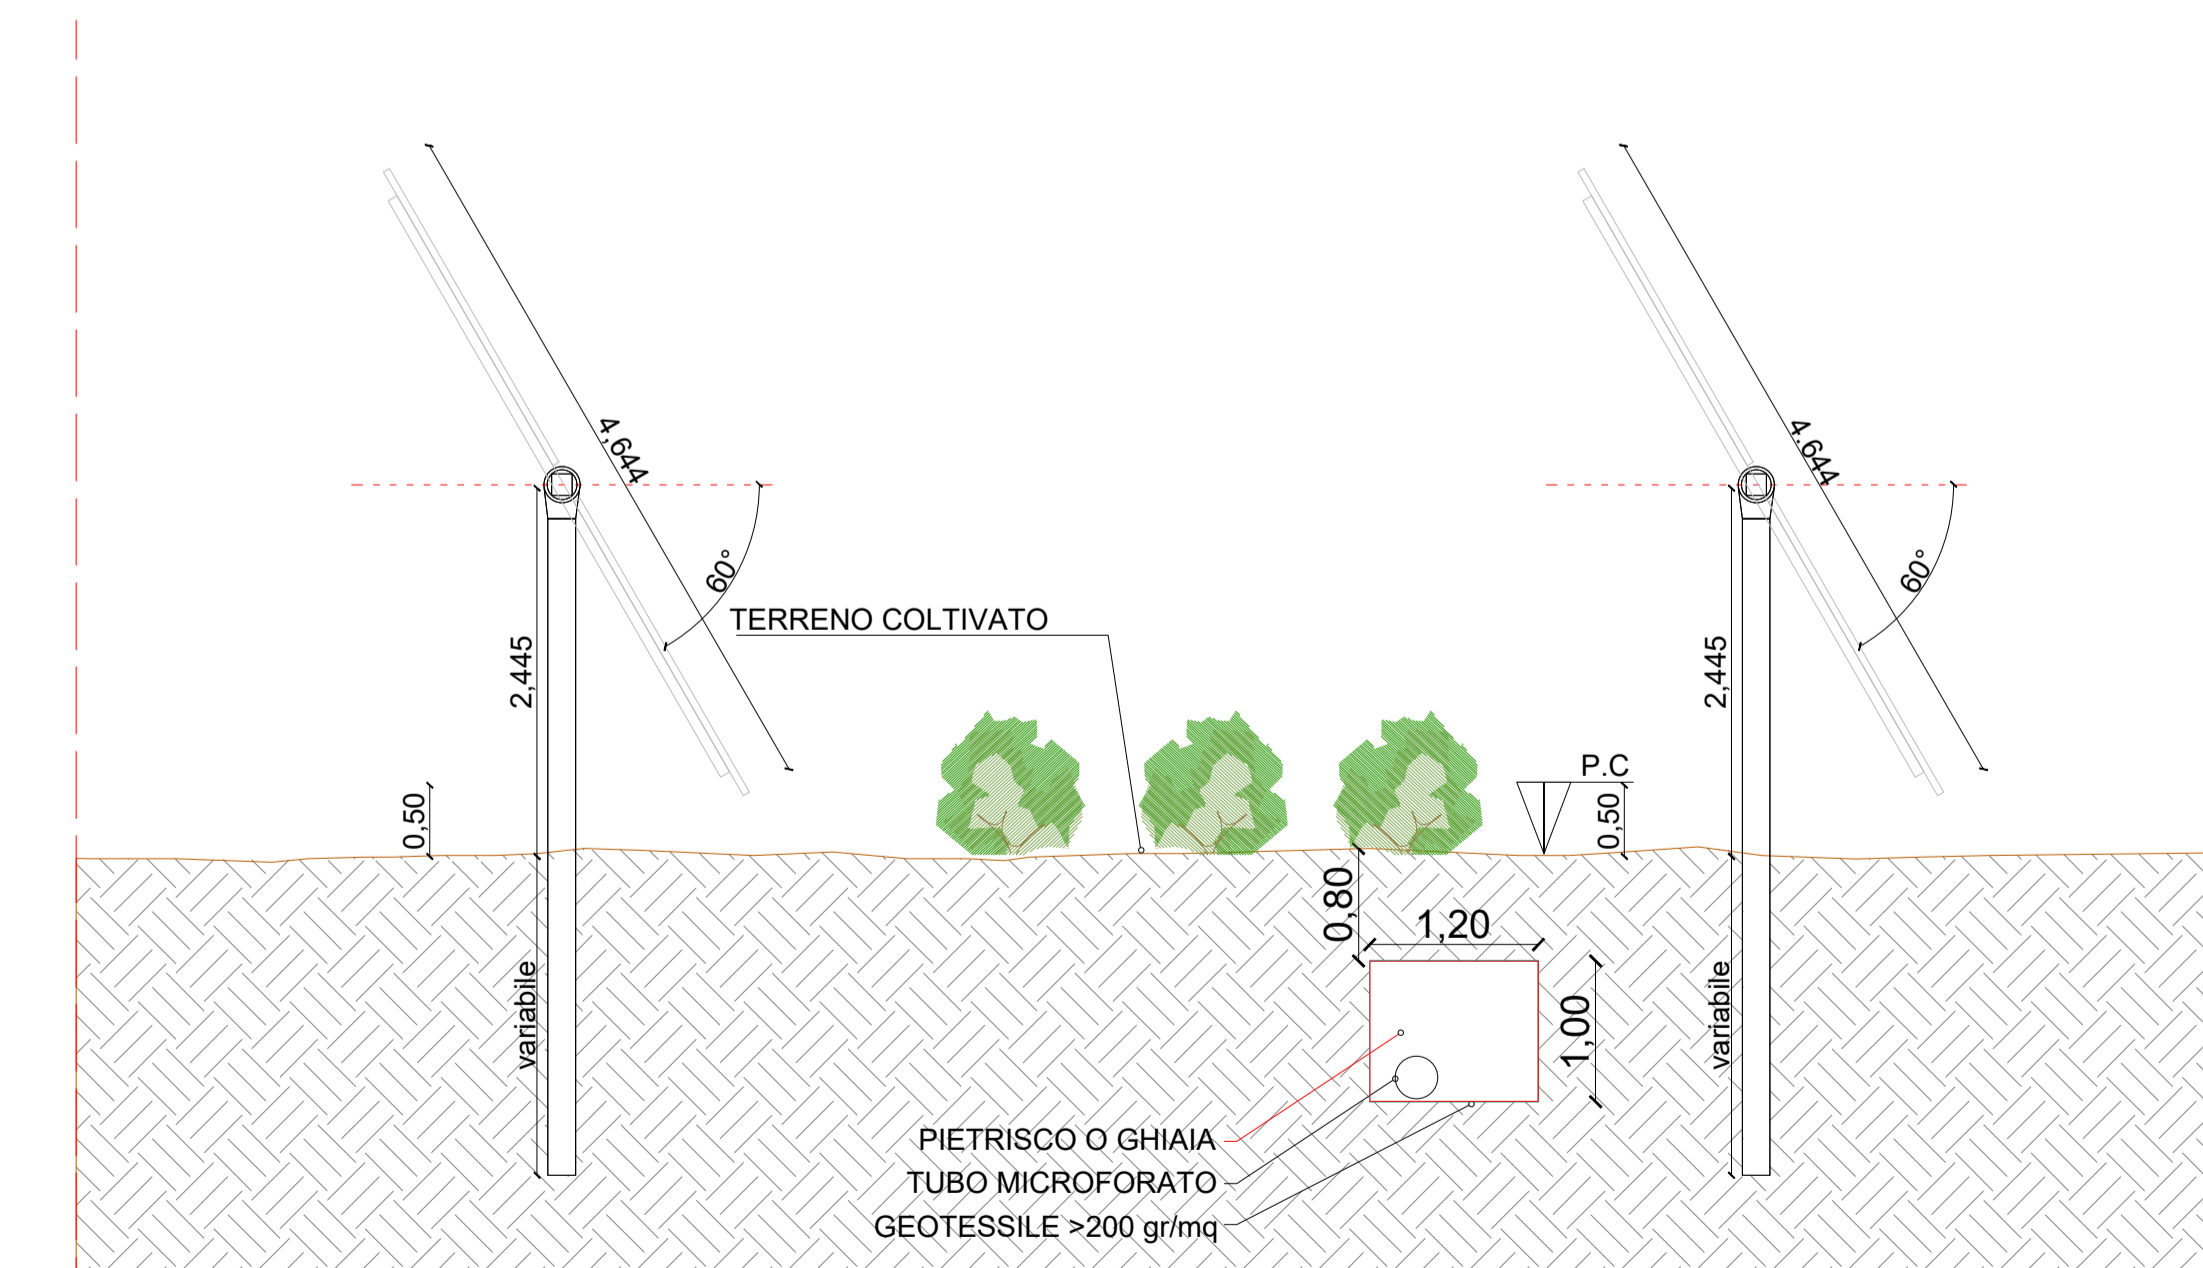 4,644
4.644
60°
60°
TERRENO COLTIVATO
2,445
2,445
P.C
0,50
0,50
0,80
1,20
variabile
variabile
1,00
PIETRISCO O GHIAIA
TUBO MICROFORATO
GEOTESSILE >200 gr/mq